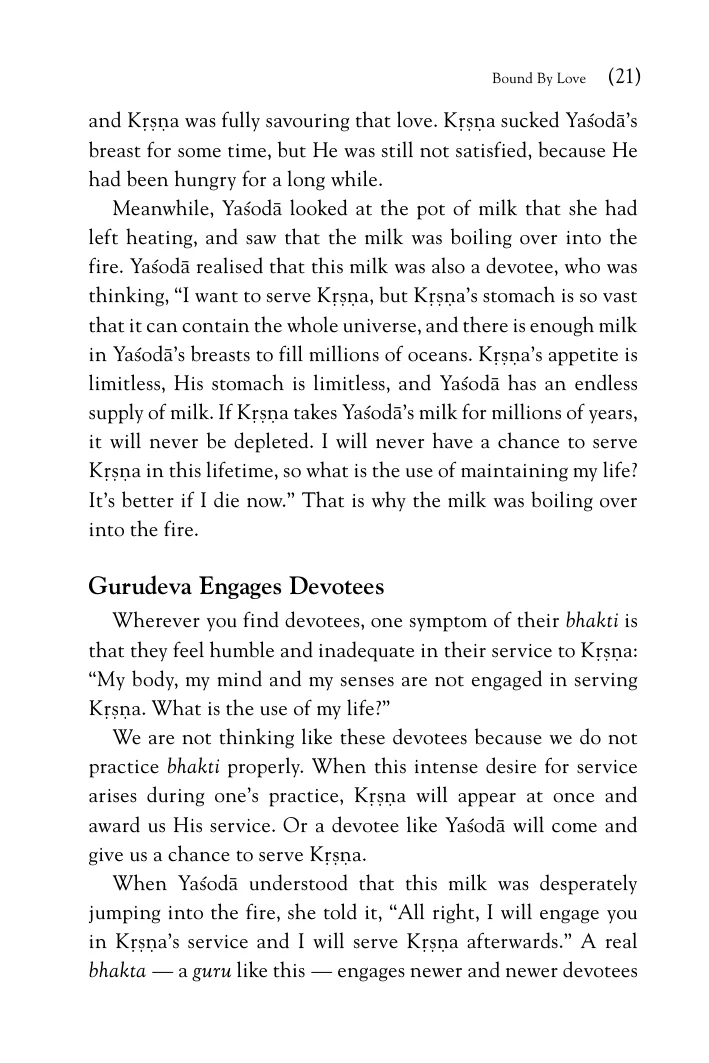 Bound By Love (21)
and Kṛṣṇa was fully savouring that love. Kṛṣṇa sucked Yaśodā’s
breast for some time, but He was still not satisfied, because He
had been hungry for a long while.
Meanwhile, Yaśodā looked at the pot of milk that she had
left heating, and saw that the milk was boiling over into the
fire. Yaśodā realised that this milk was also a devotee, who was
thinking, “I want to serve Kṛṣṇa, but Kṛṣṇa’s stomach is so vast
that it can contain the whole universe, and there is enough milk
in Yaśodā’s breasts to fill millions of oceans. Kṛṣṇa’s appetite is
limitless, His stomach is limitless, and Yaśodā has an endless
supply of milk. If Kṛṣṇa takes Yaśodā’s milk for millions of years,
it will never be depleted. I will never have a chance to serve
Kṛṣṇa in this lifetime, so what is the use of maintaining my life?
It’s better if I die now.” That is why the milk was boiling over
into the fire.
Gurudeva Engages Devotees
Wherever you find devotees, one symptom of their bhakti is
that they feel humble and inadequate in their service to Kṛṣṇa:
“My body, my mind and my senses are not engaged in serving
Kṛṣṇa. What is the use of my life?”
We are not thinking like these devotees because we do not
practice bhakti properly. When this intense desire for service
arises during one’s practice, Kṛṣṇa will appear at once and
award us His service. Or a devotee like Yaśodā will come and
give us a chance to serve Kṛṣṇa.
When Yaśodā understood that this milk was desperately
jumping into the fire, she told it, “All right, I will engage you
in Kṛṣṇa’s service and I will serve Kṛṣṇa afterwards.” A real
bhakta — a guru like this — engages newer and newer devotees